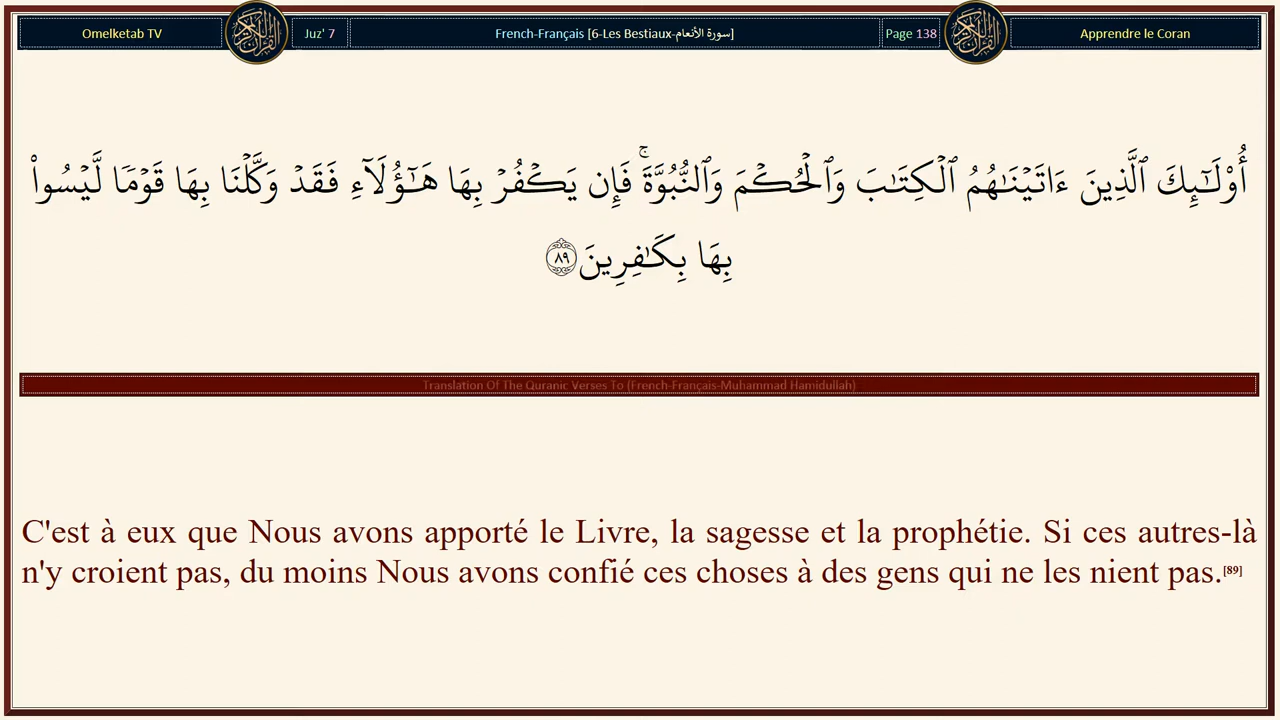 Omelketab TV
Juz' 7
French-Français [6-Les Bestiaux-سورة الأنعام]
Page 138
Apprendre le Coran
أُوْلَٰٓئِكَ ٱلَّذِينَ ءَاتَيۡنَٰهُمُ ٱلۡكِتَٰبَ وَٱلۡحُكۡمَ وَٱلنُّبُوَّةَۚ فَإِن يَكۡفُرۡ بِهَا هَٰٓؤُلَآءِ فَقَدۡ وَكَّلۡنَا بِهَا قَوۡمٗا لَّيۡسُواْ
بِهَا بِكَٰفِرِينَ ٨٩
Translation Of The Quranic Verses To (French-Français-Muhammad Hamidullah)
C'est à eux que Nous avons apporté le Livre, la sagesse et la prophétie. Si ces autres-là
n'y croient pas, du moins Nous avons confié ces choses à des gens qui ne les nient pas.[89]